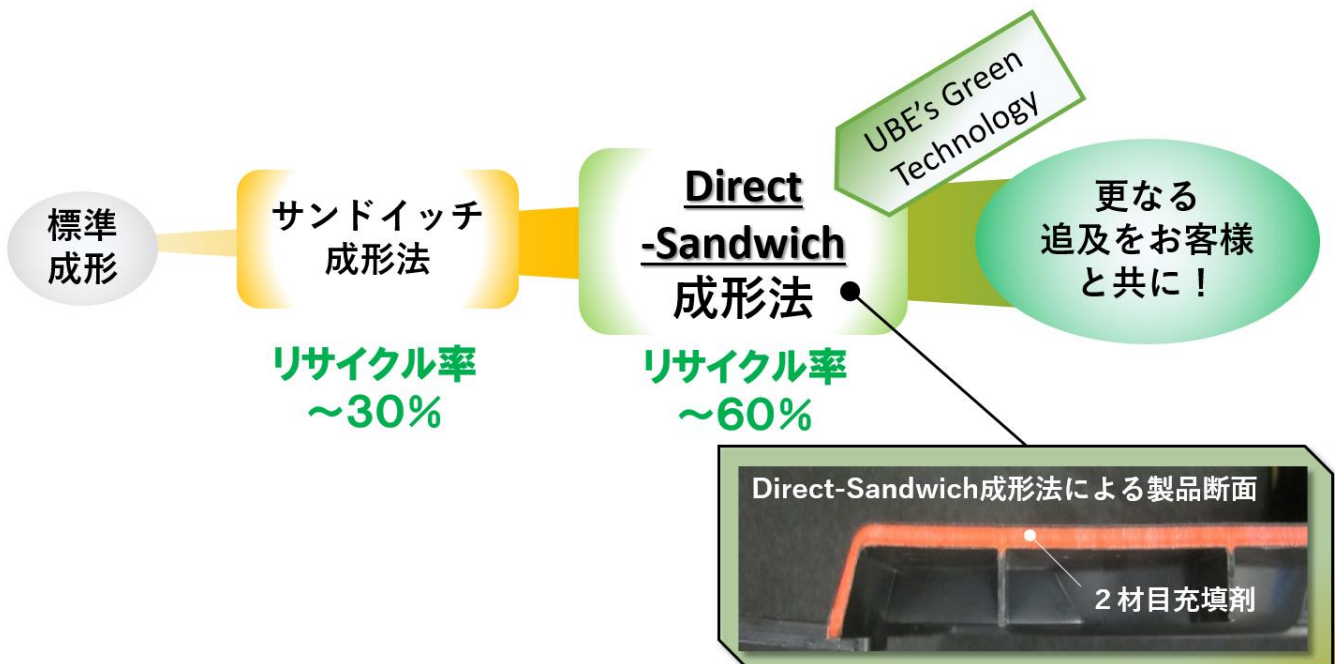 標準
成形
サンドイッチ
成形法
リサイクル率
～30%
Direct
-Sandwich
成形法
リサイクル率
～60%
UBE's Green
Technology
更なる
追及をお客様
と共に！
Direct-Sandwich成形法による製品断面
２材目充填剤